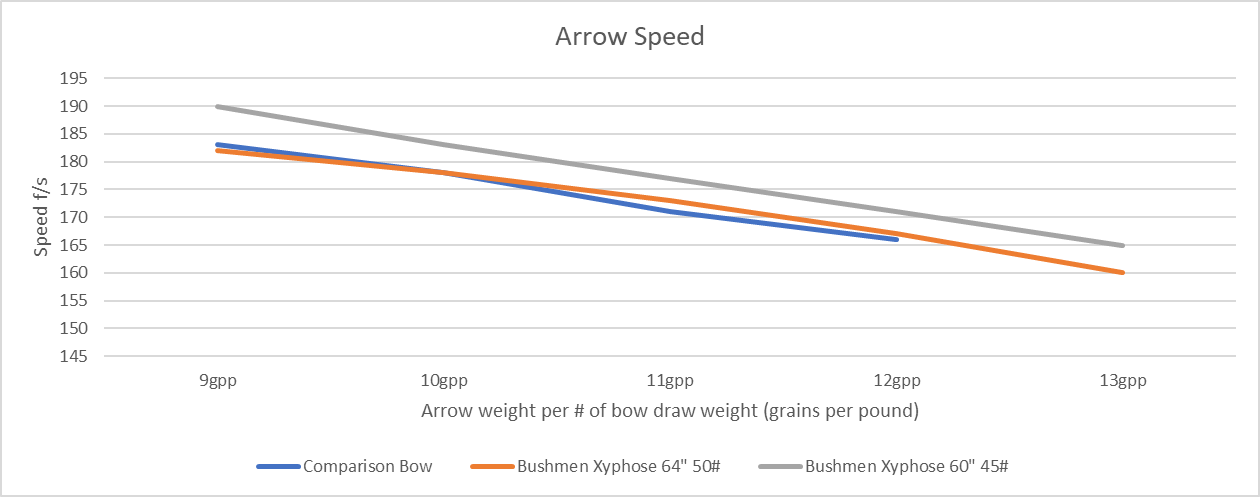 Arrow Speed
195
190
185
180
175
170
165
160
155
150
145
Speed f/s
9gpp 10gpp 11gpp 12gpp 13gpp
Arrow weight per # of bow draw weight (grains per pound)
Comparison Bow Bushmen Xyphose 64" 50# Bushmen Xyphose 60" 45#